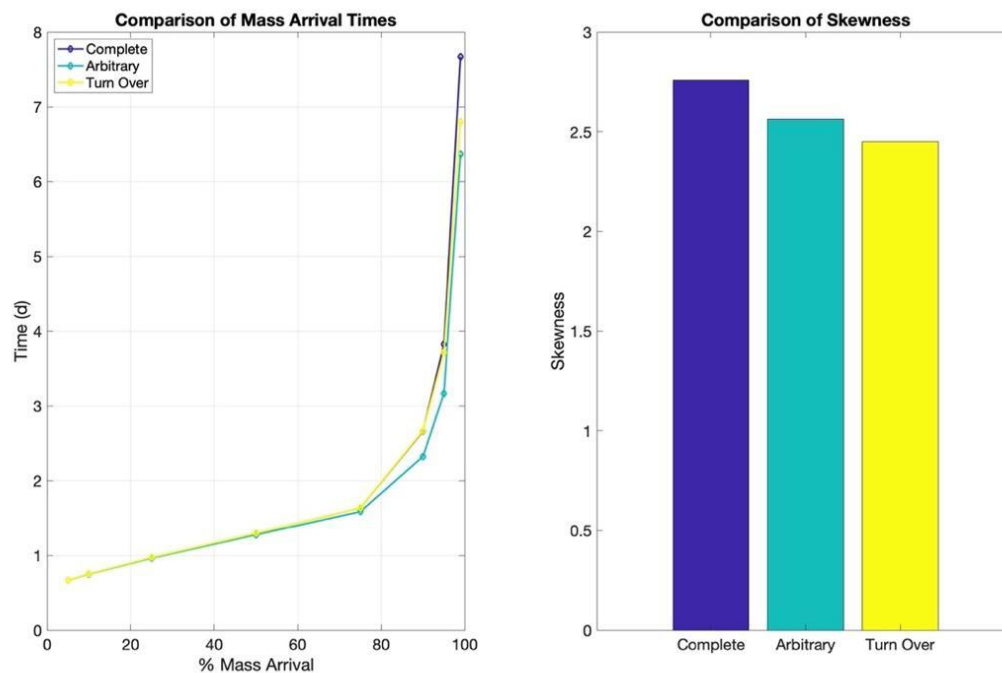 Comparison of Mass Arrival Times
8
7
6
5
4
3
2
1
0
Time (d)
Complete
Arbitrary
Turn Over
0 20 40 60 80 100
% Mass Arrival
Comparison of Skewness
3
2.5
2
1.5
1
0.5
0
Skewness
Complete Arbitrary Turn Over